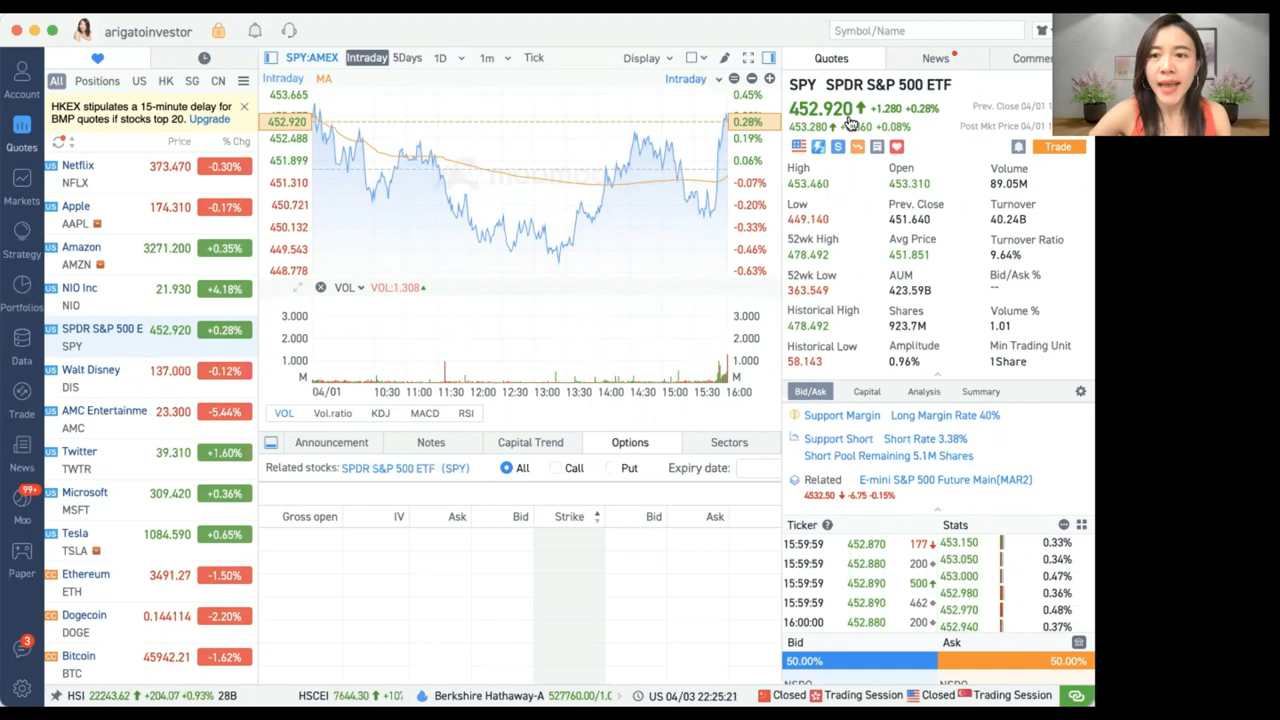 arigatoinvestor
Symbol/Name
Account
Quotes
Markets
Strategy
Portfolios
Data
Trade
News
99+
Moo
Paper
3
All Positions US HK SG CN
HKEX stipulates a 15-minute delay for
BMP quotes if stocks top 20. Upgrade
Price % Chg
US Netflix 373.470 -0.30%
NFLX
US Apple 174.310 -0.17%
AAPL
US Amazon 3271.200 +0.35%
AMZN
US NIO Inc 21.930 +4.18%
NIO
US SPDR S&P 500 E 452.920 +0.28%
SPY
US Walt Disney 137.000 -0.12%
DIS
US AMC Entertainme 23.300 -5.44%
AMC
US Twitter 39.310 +1.60%
TWTR
US Microsoft 309.420 +0.36%
MSFT
US Tesla 1084.590 +0.65%
TSLA
CC Ethereum 3491.27 -1.50%
ETH
CC Dogecoin 0.144114 -2.20%
DOGE
CC Bitcoin 45942.21 -1.62%
BTC
SPY:AMEX Intraday 5Days 1D 1m Tick Display
Intraday MA Intraday
453.665 0.45%
452.920 0.28%
452.488 0.19%
451.899 0.06%
451.310 -0.07%
450.721 -0.20%
450.132 -0.33%
449.543 -0.46%
448.778 -0.63%
VOL VOL:1.308
3.000 3.000
2.000 2.000
1.000 1.000
M M
04/01 10:30 11:00 11:30 12:00 12:30 13:00 13:30 14:00 14:30 15:00 15:30 16:00
VOL Vol.ratio KDJ MACD RSI
Announcement Notes Capital Trend Options Sectors
Related stocks: SPDR S&P 500 ETF (SPY) All Call Put Expiry date:
Gross open IV Ask Bid Strike Bid Ask
Quotes News Comme
SPY SPDR S&P 500 ETF
452.920 +1.280 +0.28% Prev. Close 04/01 1
453.280 +0.08% Post Mkt Price 04/01 1
Trade
High Open Volume
453.460 453.310 89.05M
Low Prev. Close Turnover
449.140 451.640 40.24B
52wk High Avg Price Turnover Ratio
478.492 451.851 9.64%
52wk Low AUM Bid/Ask %
363.549 423.59B --
Historical High Shares Volume %
478.492 923.7M 1.01
Historical Low Amplitude Min Trading Unit
58.143 0.96% 1Share
Bid/Ask Capital Analysis Summary
Support Margin Long Margin Rate 40%
Support Short Short Rate 3.38%
Short Pool Remaining 5.1M Shares
Related E-mini S&P 500 Future Main(MAR2)
4532.50 -6.75 -0.15%
Ticker Stats
15:59:59 452.870 177 453.150 0.33%
15:59:59 452.880 200 453.050 0.34%
15:59:59 452.890 500 453.000 0.47%
15:59:59 452.890 462 452.980 0.36%
16:00:00 452.880 200 452.970 0.48%
452.940 0.37%
Bid Ask
50.00% 50.00%
HSI 22243.62 +204.07 +0.93% 28B HSCEI 7644.30 Berkshire Hathaway-A 527760.00/1.0 US 04/03 22:25:21 Closed Trading Session Closed Trading Session